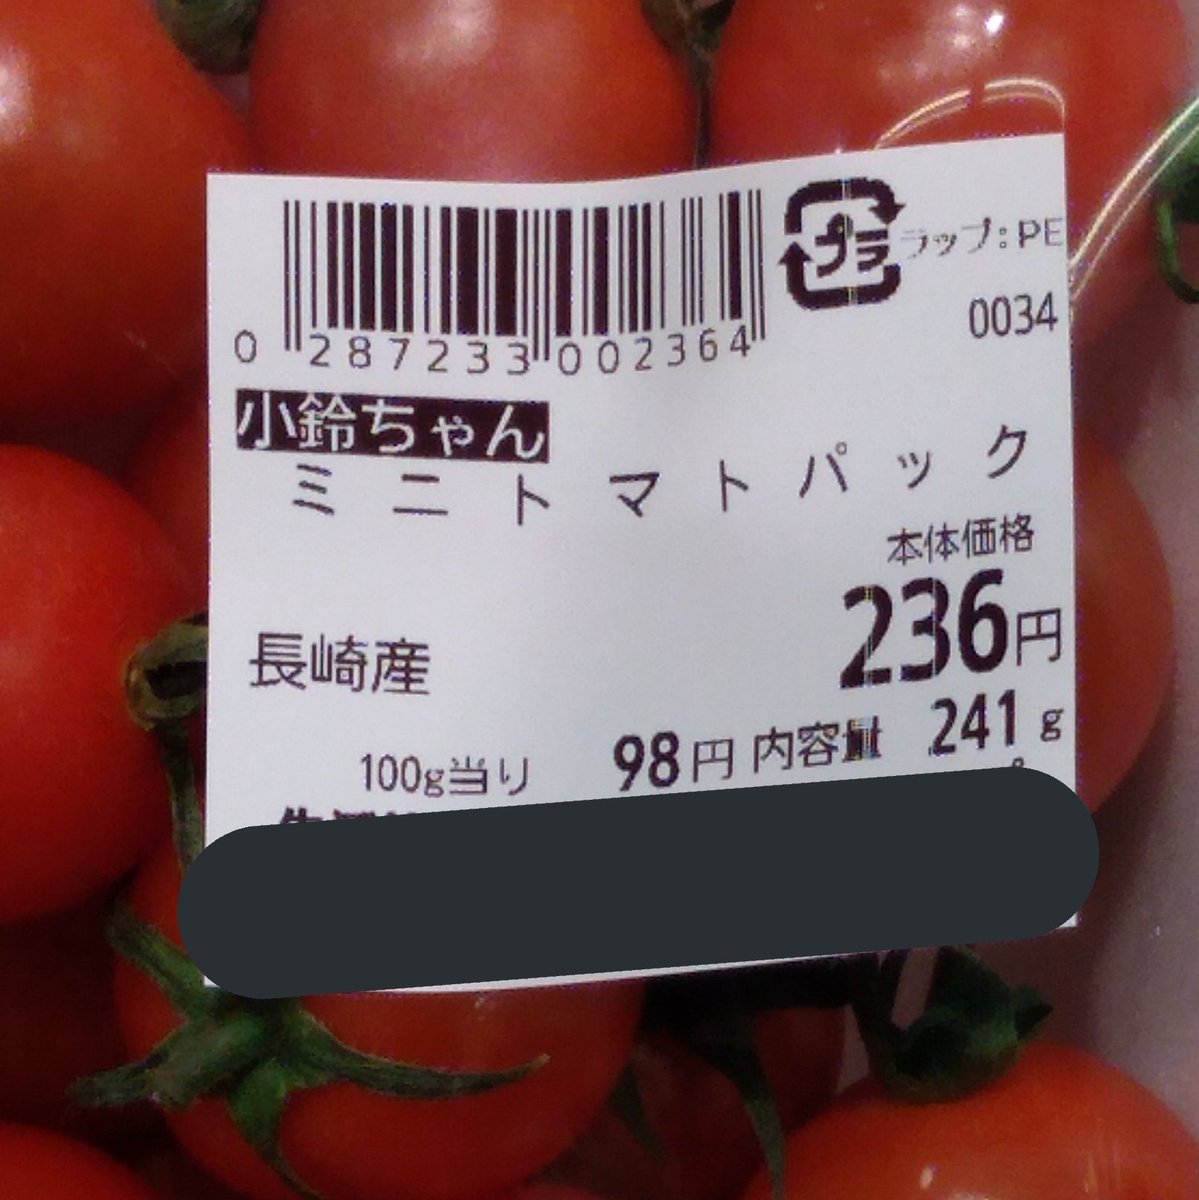 プラ ラップ:PE
0034
0 287233 002364
小鈴ちゃん
ミニトマトパック
本体価格
236円
長崎産
100g当り 98円 内容量 241g